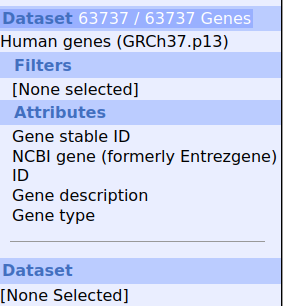 Dataset 63737 / 63737 Genes
Human genes (GRCh37.p13)
Filters
[None selected]
Attributes
Gene stable ID
NCBI gene (formerly Entrezgene)
ID
Gene description
Gene type
Dataset
[None Selected]